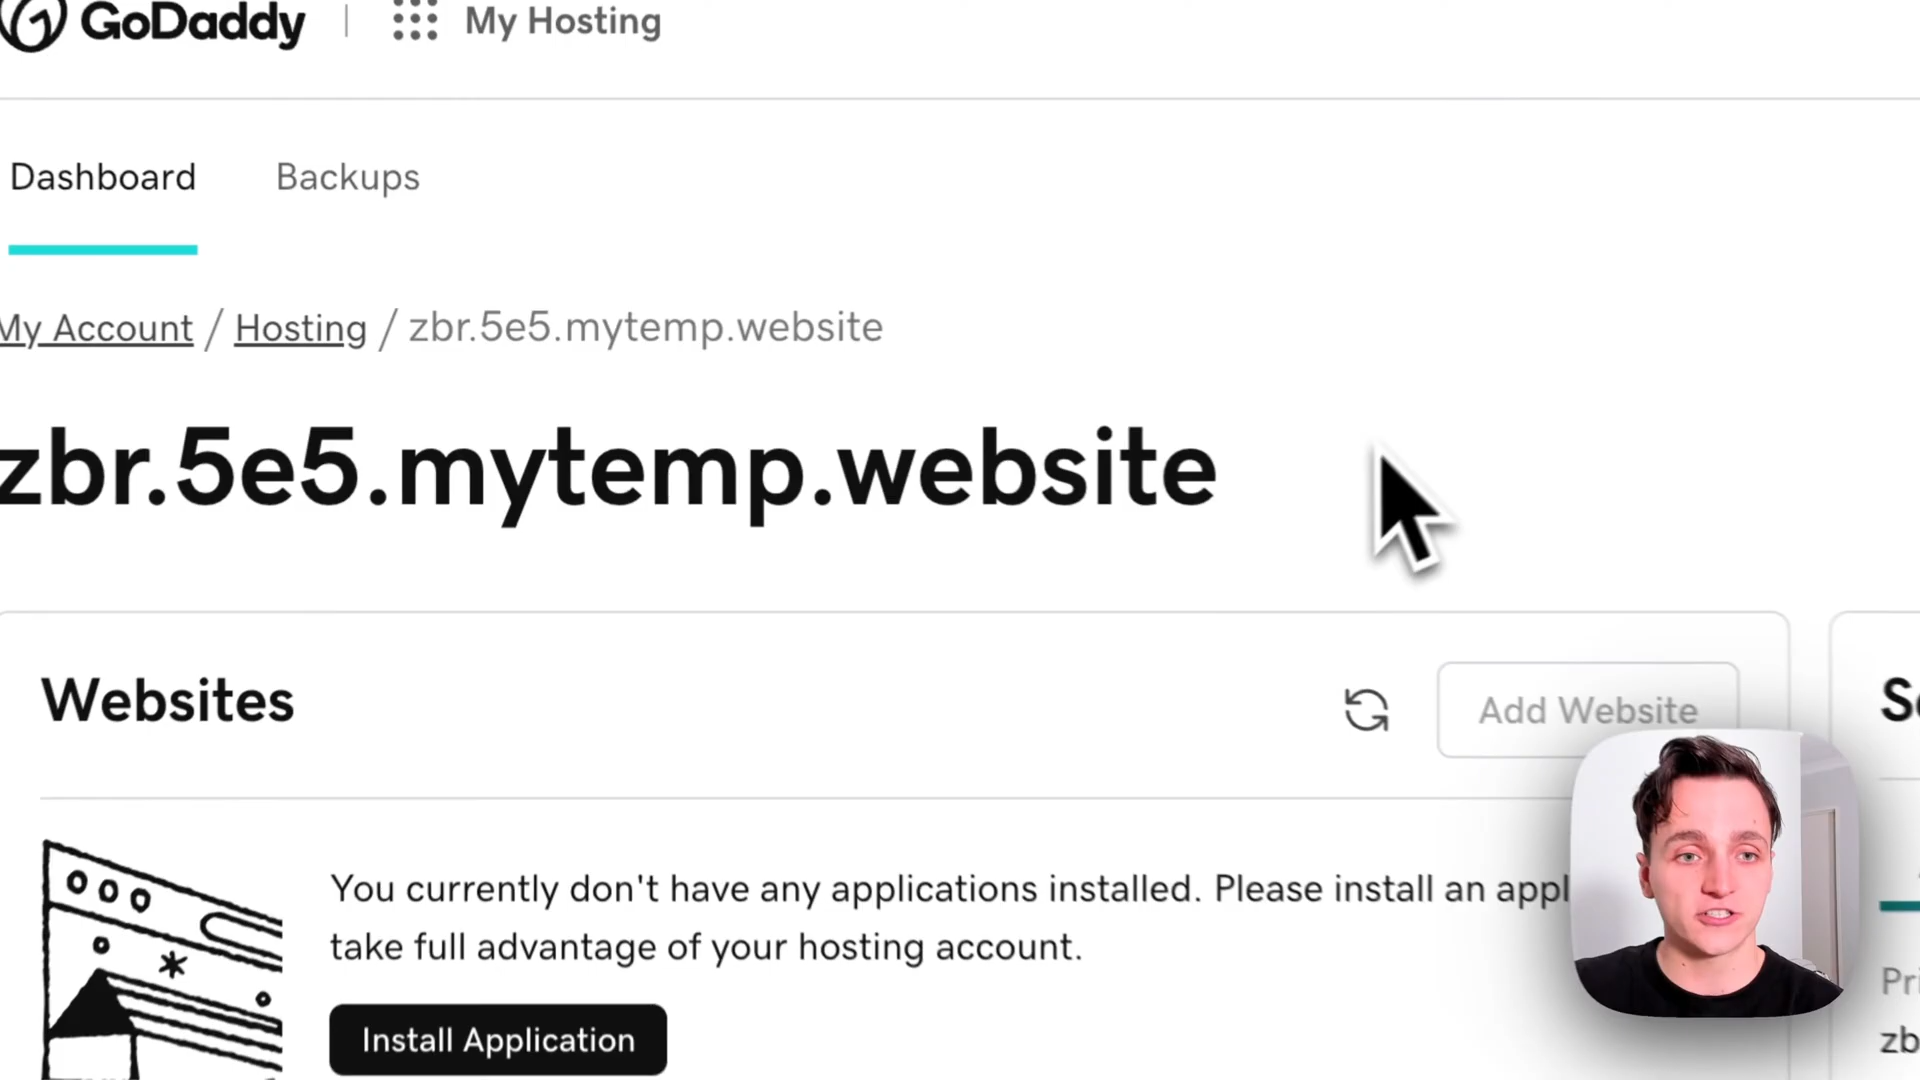 GoDaddy
My Hosting
Dashboard
Backups
My Account / Hosting / zbr.5e5.mytemp.website
zbr.5e5.mytemp.website
Websites
Add Website
You currently don't have any applications installed. Please install an appl
take full advantage of your hosting account.
Install Application
Pri
zb